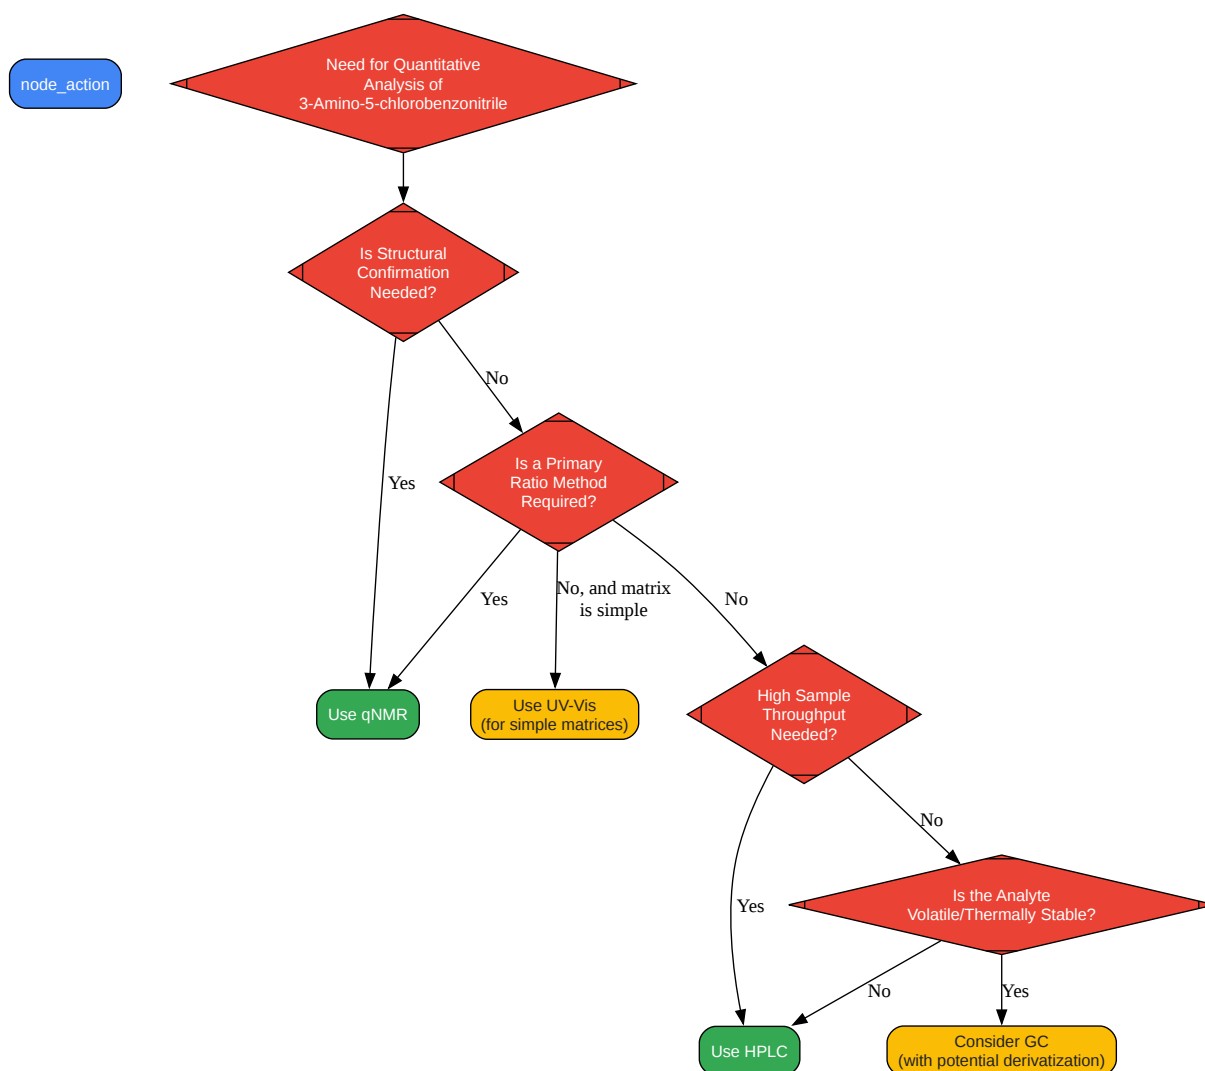 node_action
Need for Quantitative
Analysis of
3-Amino-5-chlorobenzonitrile
Is Structural
Confirmation
Needed?
No
Yes
Is a Primary
Ratio Method
Required?
Yes
No, and matrix
is simple
No
Use qNMR
Use UV-Vis
(for simple matrices)
High Sample
Throughput
Needed?
No
Yes
Is the Analyte
Volatile/Thermally Stable?
No
Yes
Use HPLC
Consider GC
(with potential derivatization)